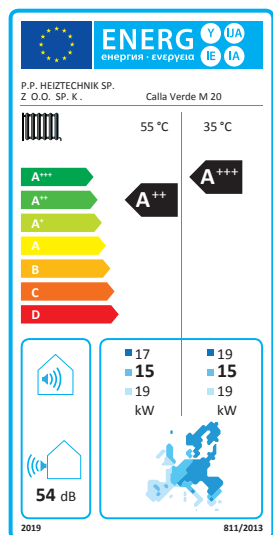 ENERG Y IJA
енергия · ενεργεια IE IA
P.P. HEIZTECHNIK SP.
Z O.O. SP. K . Calla Verde M 20
55 °C 35 °C
A+++
A++
A+
A
B
C
D
A++
A+++
17 19
15 15
19 19
kW kW
54 dB
2019 811/2013